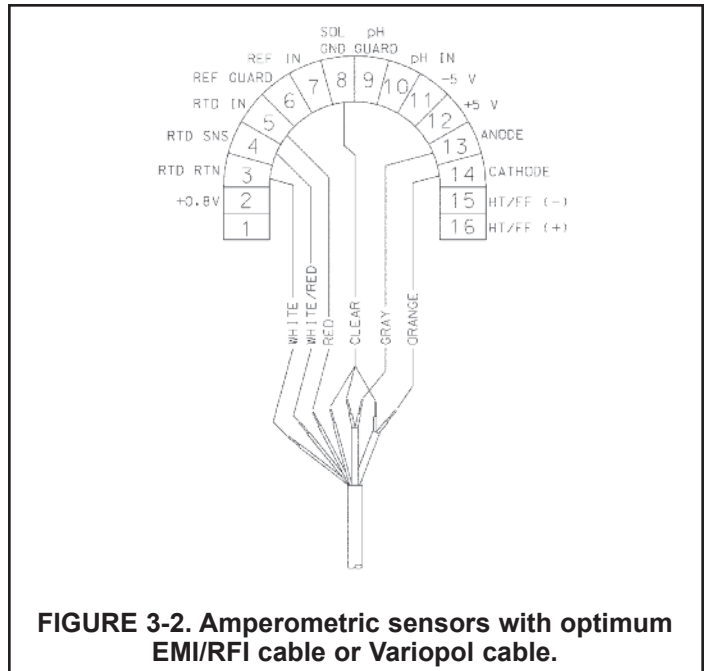 SOL pH
GND GUARD
REF IN
pH IN
REF GUARD
-5 V
RTD IN
+5 V
RTD SNS
ANODE
RTD RTN
CATHODE
+0.8V
HT/FF (-)
HT/FF (+)
1
2
3
4
5
6
7
8
9
10
11
12
13
14
15
16
WHITE
WHITE/RED
RED
CLEAR
GRAY
ORANGE
FIGURE 3-2. Amperometric sensors with optimum
EMI/RFI cable or Variopol cable.